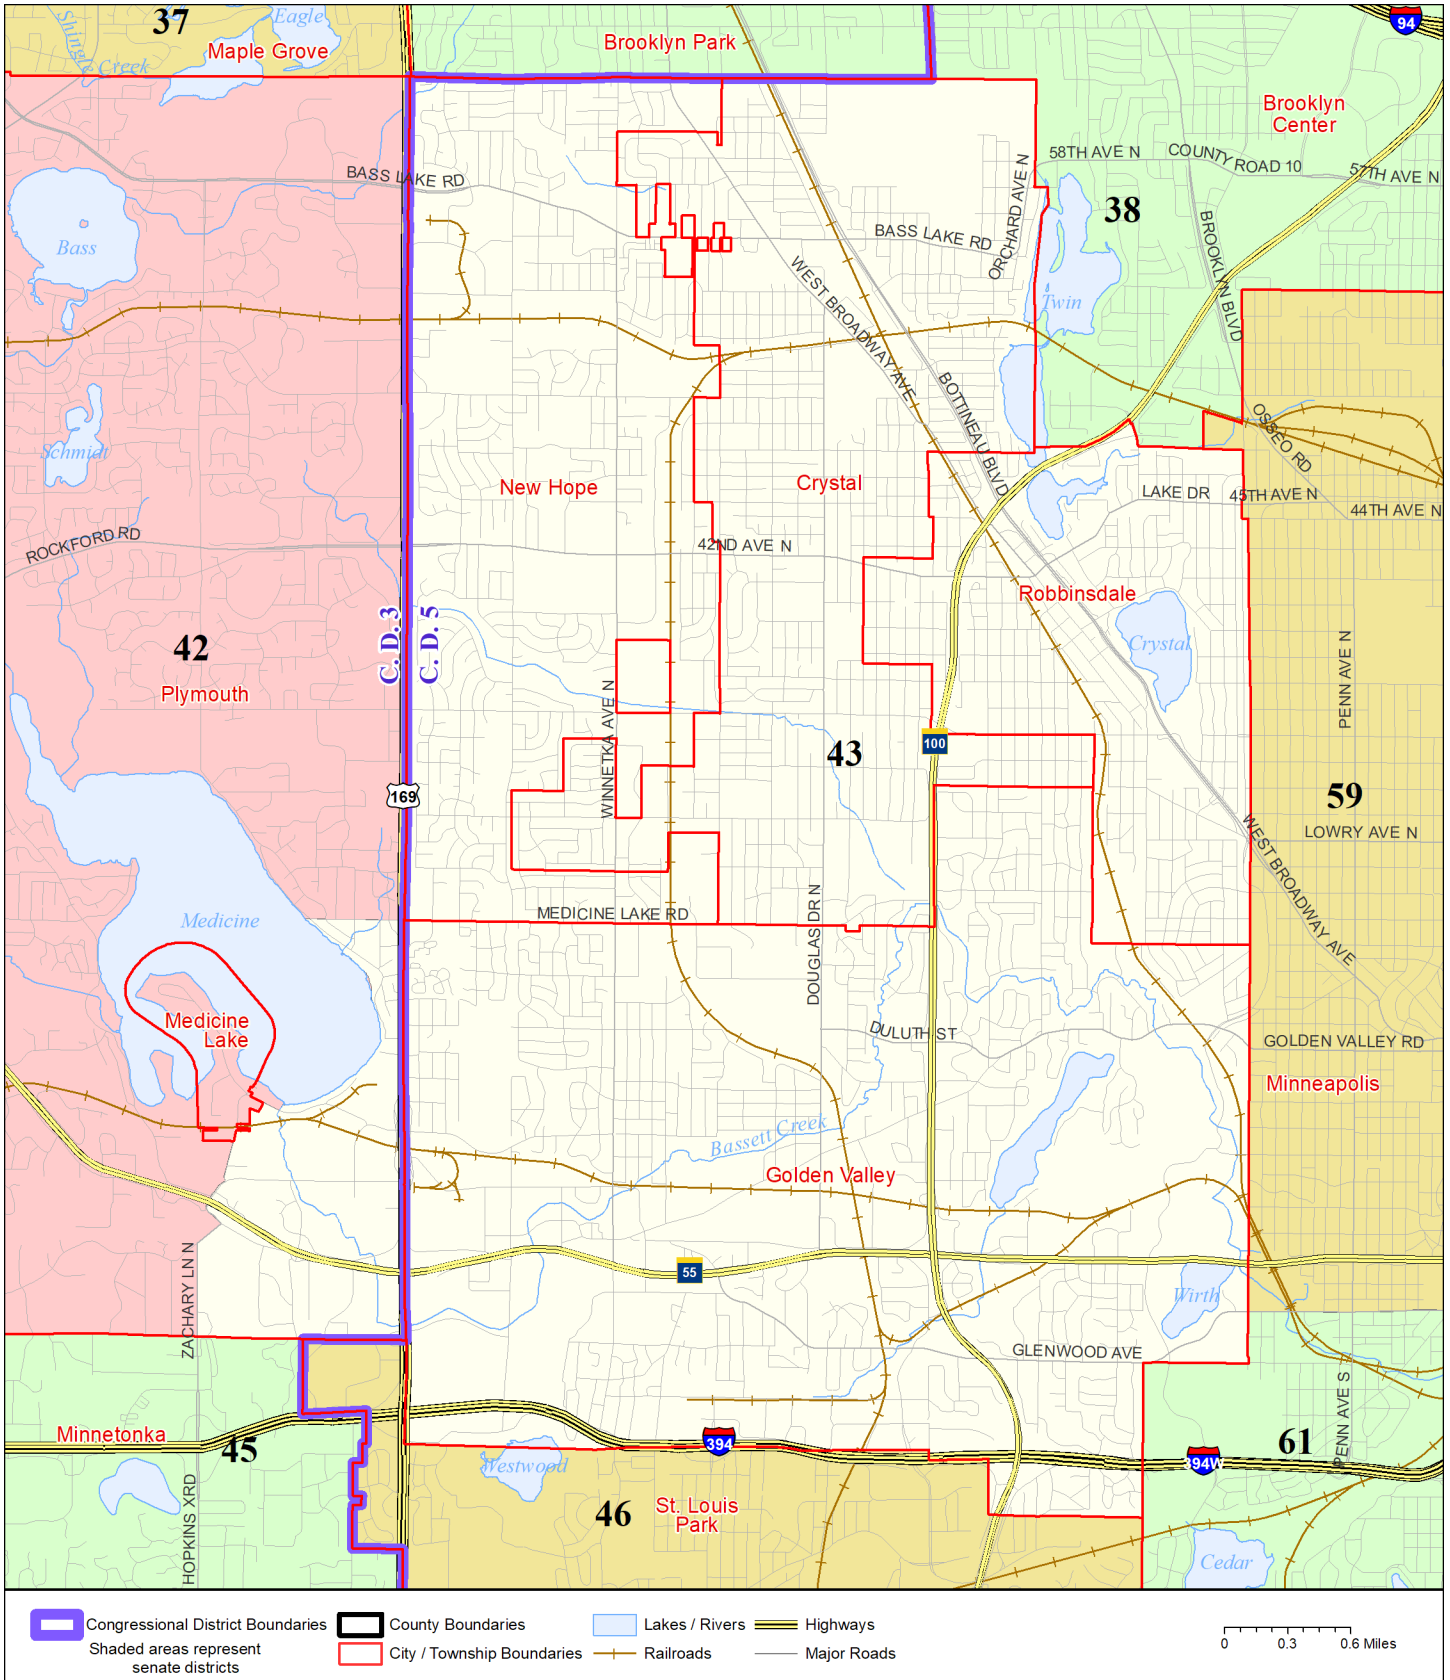 37
Maple Grove
Eagle
Shingle Creek
Brooklyn Park
94
Brooklyn
Center
58TH AVE N
COUNTY ROAD 10
57TH AVE N
BASS LAKE RD
ORCHARD AVE N
38
BROOKLYN BLVD
Bass
BASS LAKE RD
WEST BROADWAY AVE
Twin
BOTTINEAU BLVD
OSSEO RD
Schmidt
New Hope
Crystal
LAKE DR
45TH AVE N
44TH AVE N
ROCKFORD RD
42ND AVE N
Robbinsdale
C. D. 3
C. D. 5
42
Plymouth
Crystal
PENN AVE N
WINNETKA AVE N
100
43
169
59
LOWRY AVE N
WEST BROADWAY AVE
Medicine
MEDICINE LAKE RD
DOUGLAS DR N
Medicine
Lake
DULUTH ST
GOLDEN VALLEY RD
Minneapolis
Bassett Creek
Golden Valley
55
ZACHARY LN N
Wirth
GLENWOOD AVE
PENN AVE S
Minnetonka
45
394
61
394W
Westwood
HOPKINS XRD
46
St. Louis
Park
Cedar
Congressional District Boundaries
County Boundaries
Lakes / Rivers
Highways
Shaded areas represent
senate districts
City / Township Boundaries
Railroads
Major Roads
0 0.3 0.6 Miles